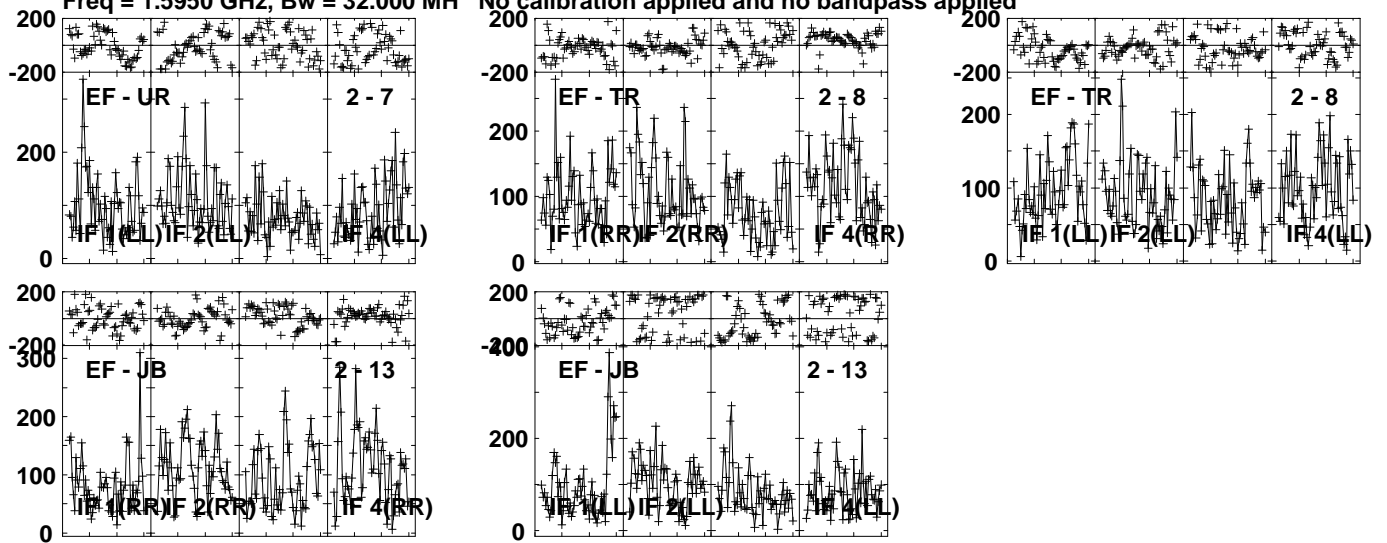 Freq = 1.5950 GHz, Bw = 32.000 MH No calibration applied and no bandpass applied
200 200 200
-200 -200 -200
EF - UR 2 - 7 EF - TR 2 - 8 EF - TR 2 - 8
200 200 200
100 100
IF 1(LL) IF 2(LL) IF 4(LL) IF 1(RR) IF 2(RR) IF 4(RR) IF 1(LL) IF 2(LL) IF 4(LL)
0 0 0
200 200
-200 -200
300 400
EF - JB 2 - 13 EF - JB 2 - 13
200 200
100
IF 1(RR) IF 2(RR) IF 4(RR) IF 1(LL) IF 2(LL) IF 4(LL)
0 0